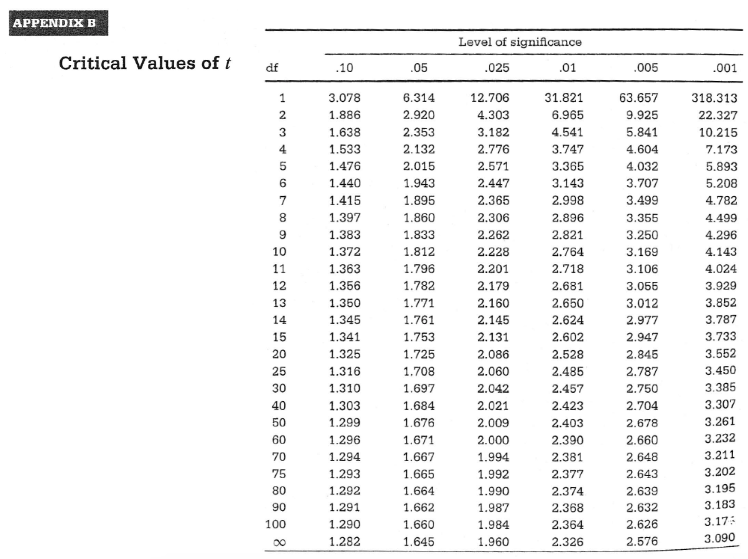 APPENDIX B
Critical Values of t
Level of significance
df .10 .05 .025 .01 .005 .001
1 3.078 6.314 12.706 31.821 63.657 318.313
2 1.886 2.920 4.303 6.965 9.925 22.327
3 1.638 2.353 3.182 4.541 5.841 10.215
4 1.533 2.132 2.776 3.747 4.604 7.173
5 1.476 2.015 2.571 3.365 4.032 5.893
6 1.440 1.943 2.447 3.143 3.707 5.208
7 1.415 1.895 2.365 2.998 3.499 4.782
8 1.397 1.860 2.306 2.896 3.355 4.499
9 1.383 1.833 2.262 2.821 3.250 4.296
10 1.372 1.812 2.228 2.764 3.169 4.143
11 1.363 1.796 2.201 2.718 3.106 4.024
12 1.356 1.782 2.179 2.681 3.055 3.929
13 1.350 1.771 2.160 2.650 3.012 3.852
14 1.345 1.761 2.145 2.624 2.977 3.787
15 1.341 1.753 2.131 2.602 2.947 3.733
20 1.325 1.725 2.086 2.528 2.845 3.552
25 1.316 1.708 2.060 2.485 2.787 3.450
30 1.310 1.697 2.042 2.457 2.750 3.385
40 1.303 1.684 2.021 2.423 2.704 3.307
50 1.299 1.676 2.009 2.403 2.678 3.261
60 1.296 1.671 2.000 2.390 2.660 3.232
70 1.294 1.667 1.994 2.381 2.648 3.211
75 1.293 1.665 1.992 2.377 2.643 3.202
80 1.292 1.664 1.990 2.374 2.639 3.195
90 1.291 1.662 1.987 2.368 2.632 3.183
100 1.290 1.660 1.984 2.364 2.626
∞ 1.282 1.645 1.960 2.326 2.576 3.090